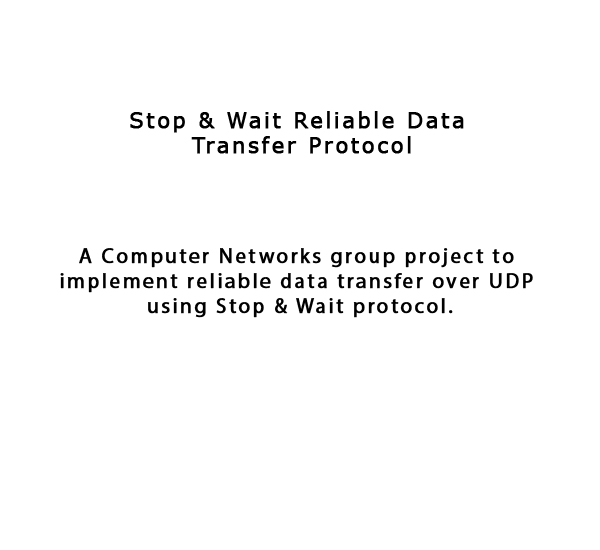 Stop & Wait Reliable Data
Transfer Protocol
A Computer Networks group project to
implement reliable data transfer over UDP
using Stop & Wait protocol.